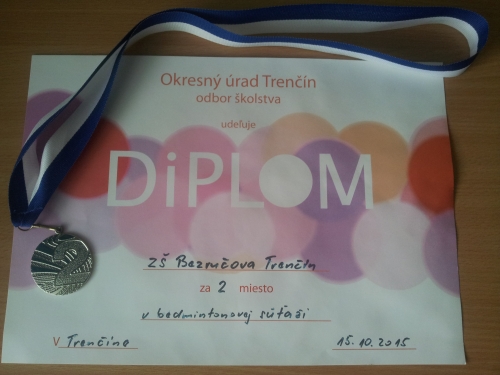 Okresný úrad Trenčín
odbor školstva
udeľuje
DiPLOM
ZŠ Bezručova Trenčín
za 2 miesto
v bedmintonovej súťaži
V Trenčíne 15.10.2015